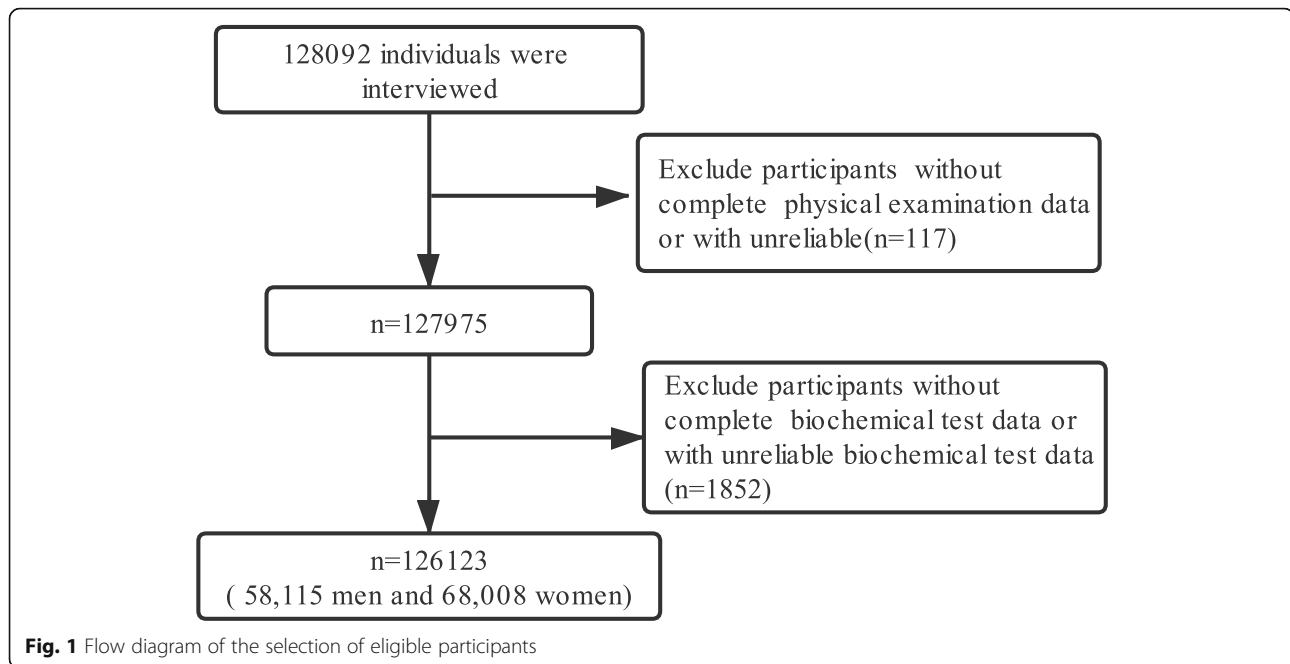 128092 individuals were
interviewed
Exclude participants without
complete physical examination data
or with unreliable(n=117)
n=127975
Exclude participants without
complete biochemical test data or
with unreliable biochemical test data
(n=1852)
n=126123
( 58,115 men and 68,008 women)
Fig. 1 Flow diagram of the selection of eligible participants